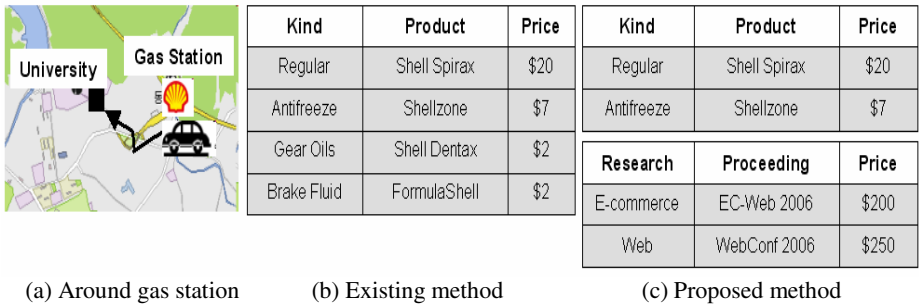 University
Gas Station
Kind Product Price
Regular Shell Spirax $20
Antifreeze Shellzone $7
Gear Oils Shell Dentax $2
Brake Fluid FormulaShell $2
Kind Product Price
Regular Shell Spirax $20
Antifreeze Shellzone $7
Research Proceeding Price
E-commerce EC-Web 2006 $200
Web WebConf 2006 $250
(a) Around gas station
(b) Existing method
(c) Proposed method